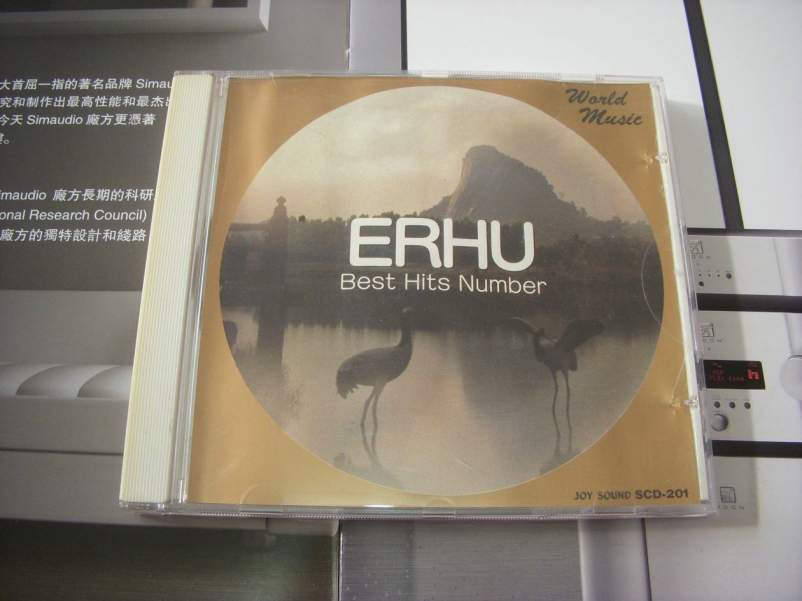 大首屈一指的著名品牌 Simau
究和制作出最高性能和最杰出
今天 Simaudio 廠方更憑著
imaudio 廠方長期的科研
onal Research Council)
廠方的獨特設計和綫路
World
Music
ERHU
Best Hits Number
JOY SOUND SCD-201